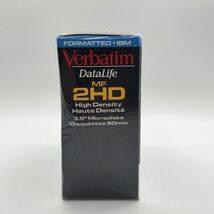 FORMATTED • IBM
Verbatim
DataLife
MF
2HD
High Density
Haute Densité
3.5" Microdisks
Disquettes 90mm